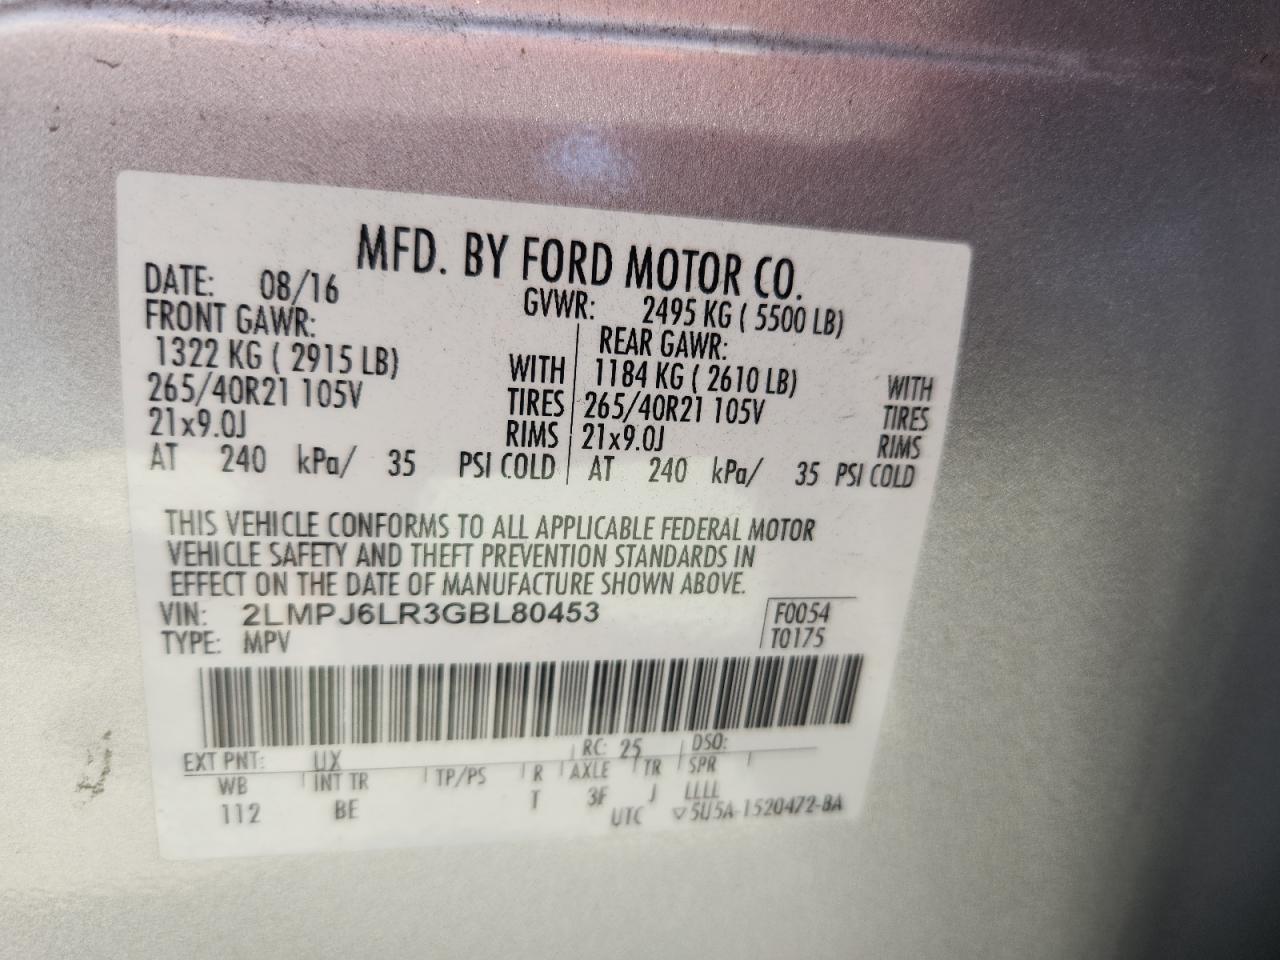 MFD. BY FORD MOTOR CO.
DATE: 08/16 GVWR: 2495 KG ( 5500 LB)
FRONT GAWR: REAR GAWR:
1322 KG ( 2915 LB) WITH 1184 KG ( 2610 LB) WITH
265/40R21 105V TIRES 265/40R21 105V TIRES
21x9.0J RIMS 21x9.0J RIMS
AT 240 kPa/ 35 PSI COLD AT 240 kPa/ 35 PSI COLD
THIS VEHICLE CONFORMS TO ALL APPLICABLE FEDERAL MOTOR
VEHICLE SAFETY AND THEFT PREVENTION STANDARDS IN
EFFECT ON THE DATE OF MANUFACTURE SHOWN ABOVE.
VIN: 2LMPJ6LR3GBL80453 F0054
TYPE: MPV T0175
EXT PNT: UX RC: 25 DSO:
WB INT TR TP/PS R AXLE TR SPR
112 BE T 3F J LLLL
UTC ▽5U5A-1520472-BA